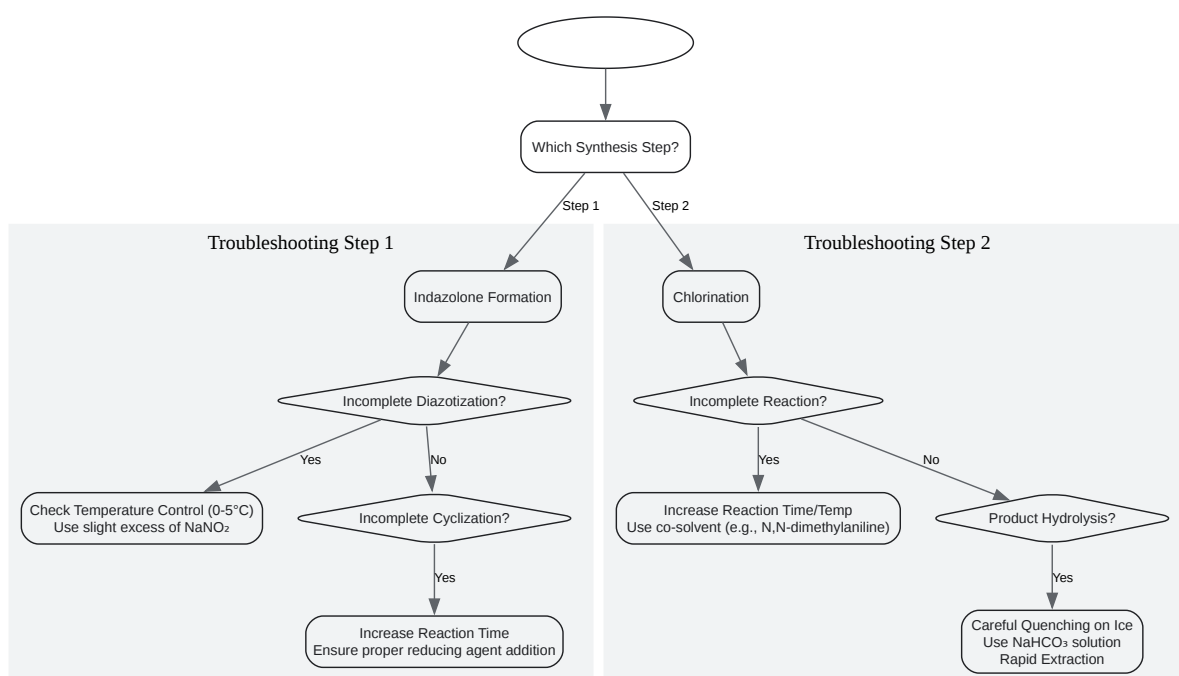 Which Synthesis Step?
Step 1
Step 2
Troubleshooting Step 1
Troubleshooting Step 2
Indazolone Formation
Chlorination
Incomplete Diazotization?
Incomplete Reaction?
Yes
No
Yes
No
Check Temperature Control (0-5°C)
Use slight excess of NaNO₂
Incomplete Cyclization?
Increase Reaction Time/Temp
Use co-solvent (e.g., N,N-dimethylaniline)
Product Hydrolysis?
Yes
Yes
Increase Reaction Time
Ensure proper reducing agent addition
Careful Quenching on Ice
Use NaHCO₃ solution
Rapid Extraction